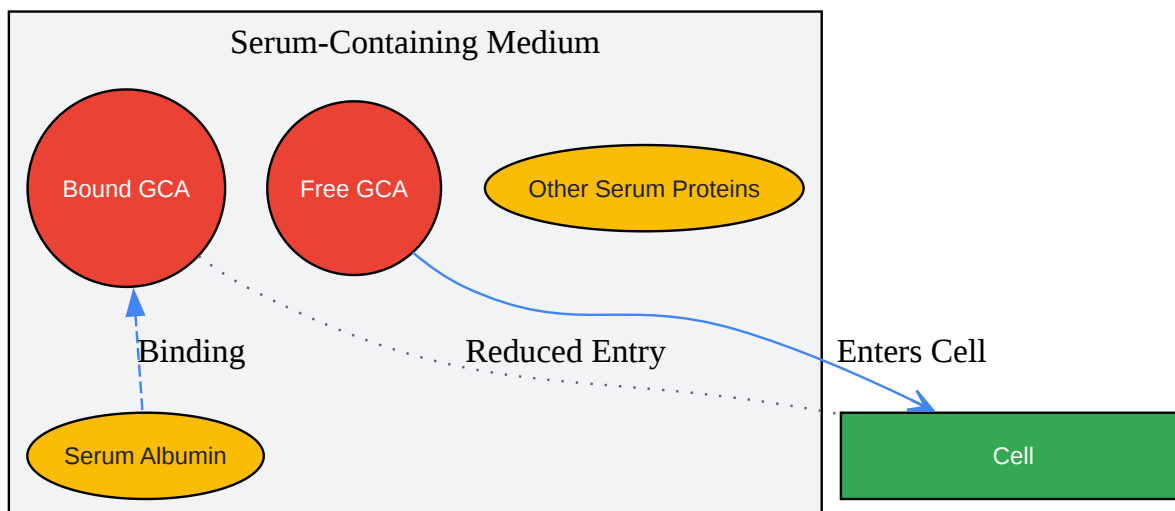 Serum-Containing Medium
Bound GCA
Free GCA
Other Serum Proteins
Binding
Reduced Entry
Enters Cell
Serum Albumin
Cell